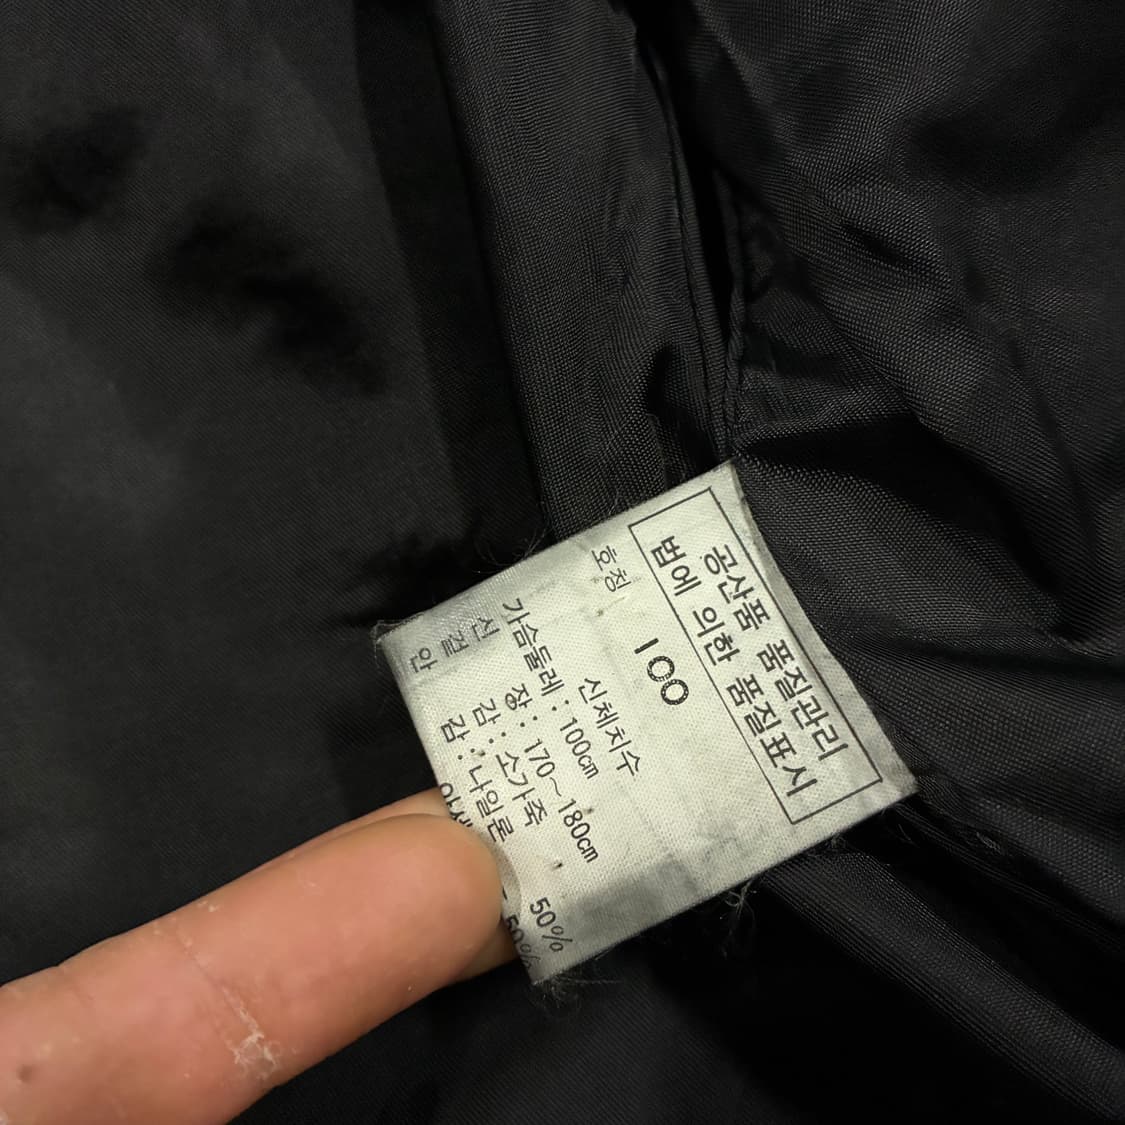 공산품 품질관리
법에 의한 품질표시
호칭 100
신체치수
가슴둘레 : 100㎝
신 장 : 170～180㎝
겉 감 : 소가죽
안 감 : 나일론 50%
50%